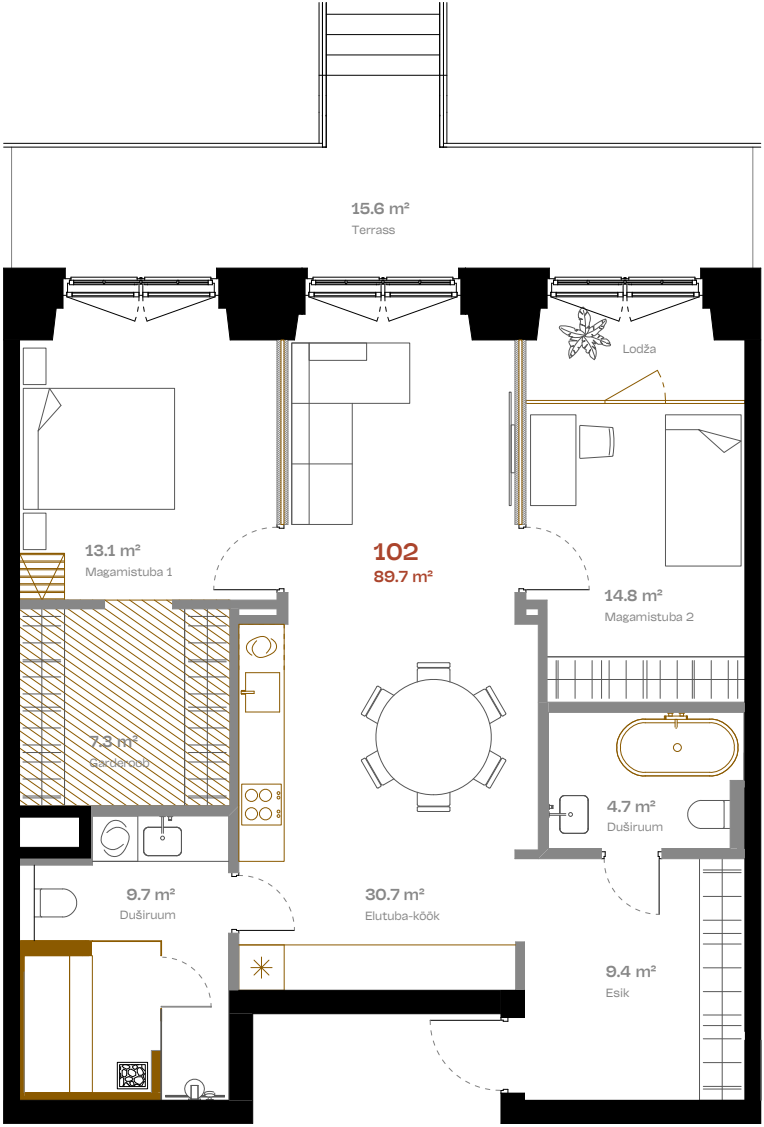 15.6 m²
Terrass
Lodža
13.1 m²
Magamistuba 1
102
89.7 m²
14.8 m²
Magamistuba 2
7.3 m²
Garderoob
4.7 m²
Duširuum
9.7 m²
Duširuum
30.7 m²
Elutuba-köök
9.4 m²
Esik